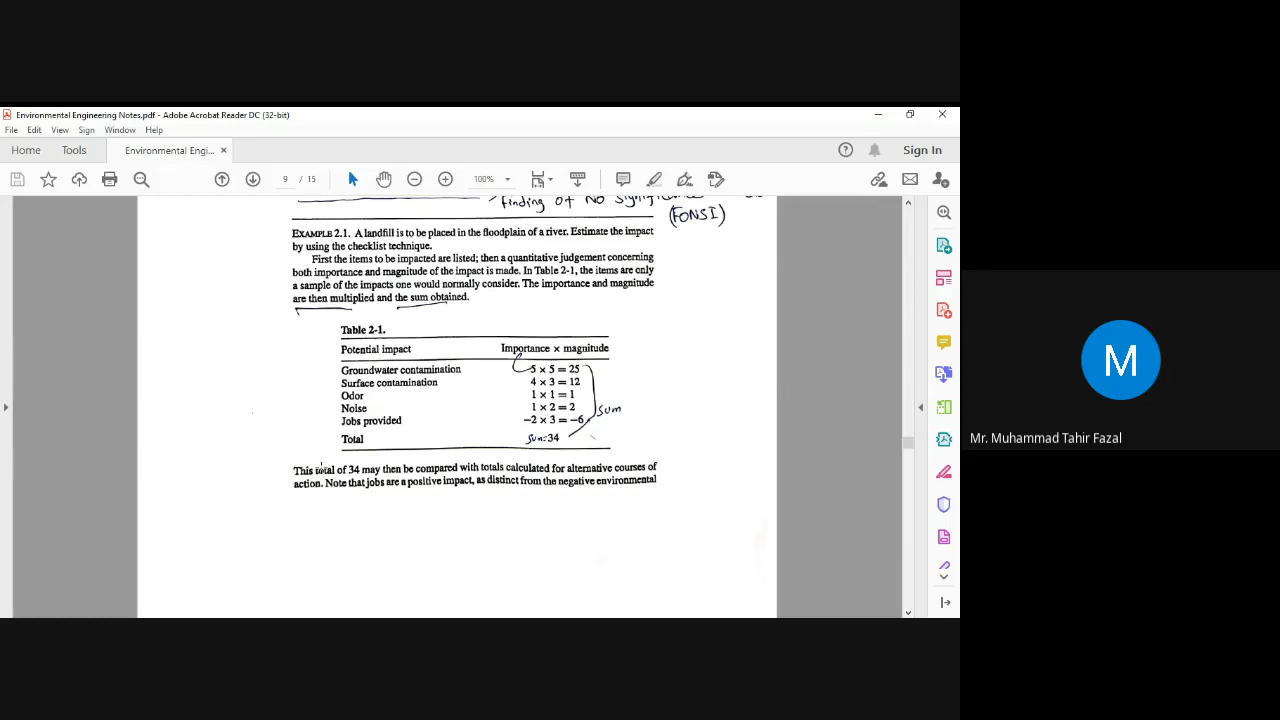 Environmental Engineering Notes.pdf - Adobe Acrobat Reader DC (32-bit)
File Edit View Sign Window Help
Home Tools Environmental Engi... × Sign In
9 / 15 100%
finding of No
(FONSI)
EXAMPLE 2.1. A landfill is to be placed in the floodplain of a river. Estimate the impact
by using the checklist technique.
First the items to be impacted are listed; then a quantitative judgement concerning
both importance and magnitude of the impact is made. In Table 2-1, the items are only
a sample of the impacts one would normally consider. The importance and magnitude
are then multiplied and the sum obtained.
Table 2-1.
Potential impact Importance × magnitude
Groundwater contamination 5 × 5 = 25
Surface contamination 4 × 3 = 12
Odor 1 × 1 = 1
Noise 1 × 2 = 2
Sum
Jobs provided −2 × 3 = −6
Total Sum=34
This total of 34 may then be compared with totals calculated for alternative courses of
action. Note that jobs are a positive impact, as distinct from the negative environmental
M
Mr. Muhammad Tahir Fazal